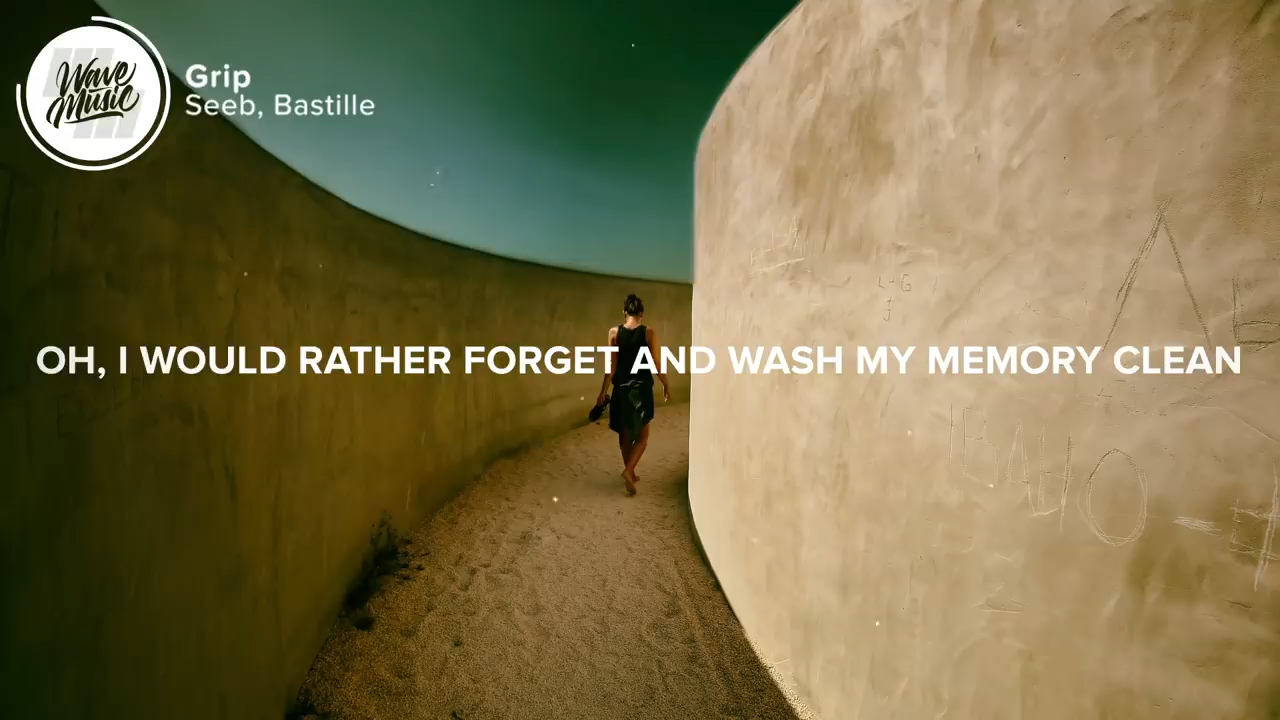 Wave
Music
Grip
Seeb, Bastille
L-G
J
OH, I WOULD RATHER FORGET AND WASH MY MEMORY CLEAN